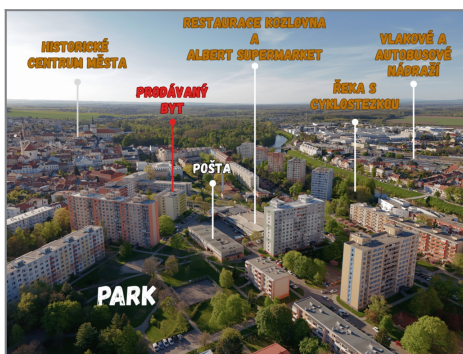 RESTAURACE KOZLOVNA
A
ALBERT SUPERMARKET
HISTORICKÉ
CENTRUM MĚSTA
VLAKOVÉ A
AUTOBUSOVÉ
NÁDRAŽÍ
PRODÁVANÝ
BYT
ŘEKA S
CYKLOSTEZKOU
POŠTA
PARK